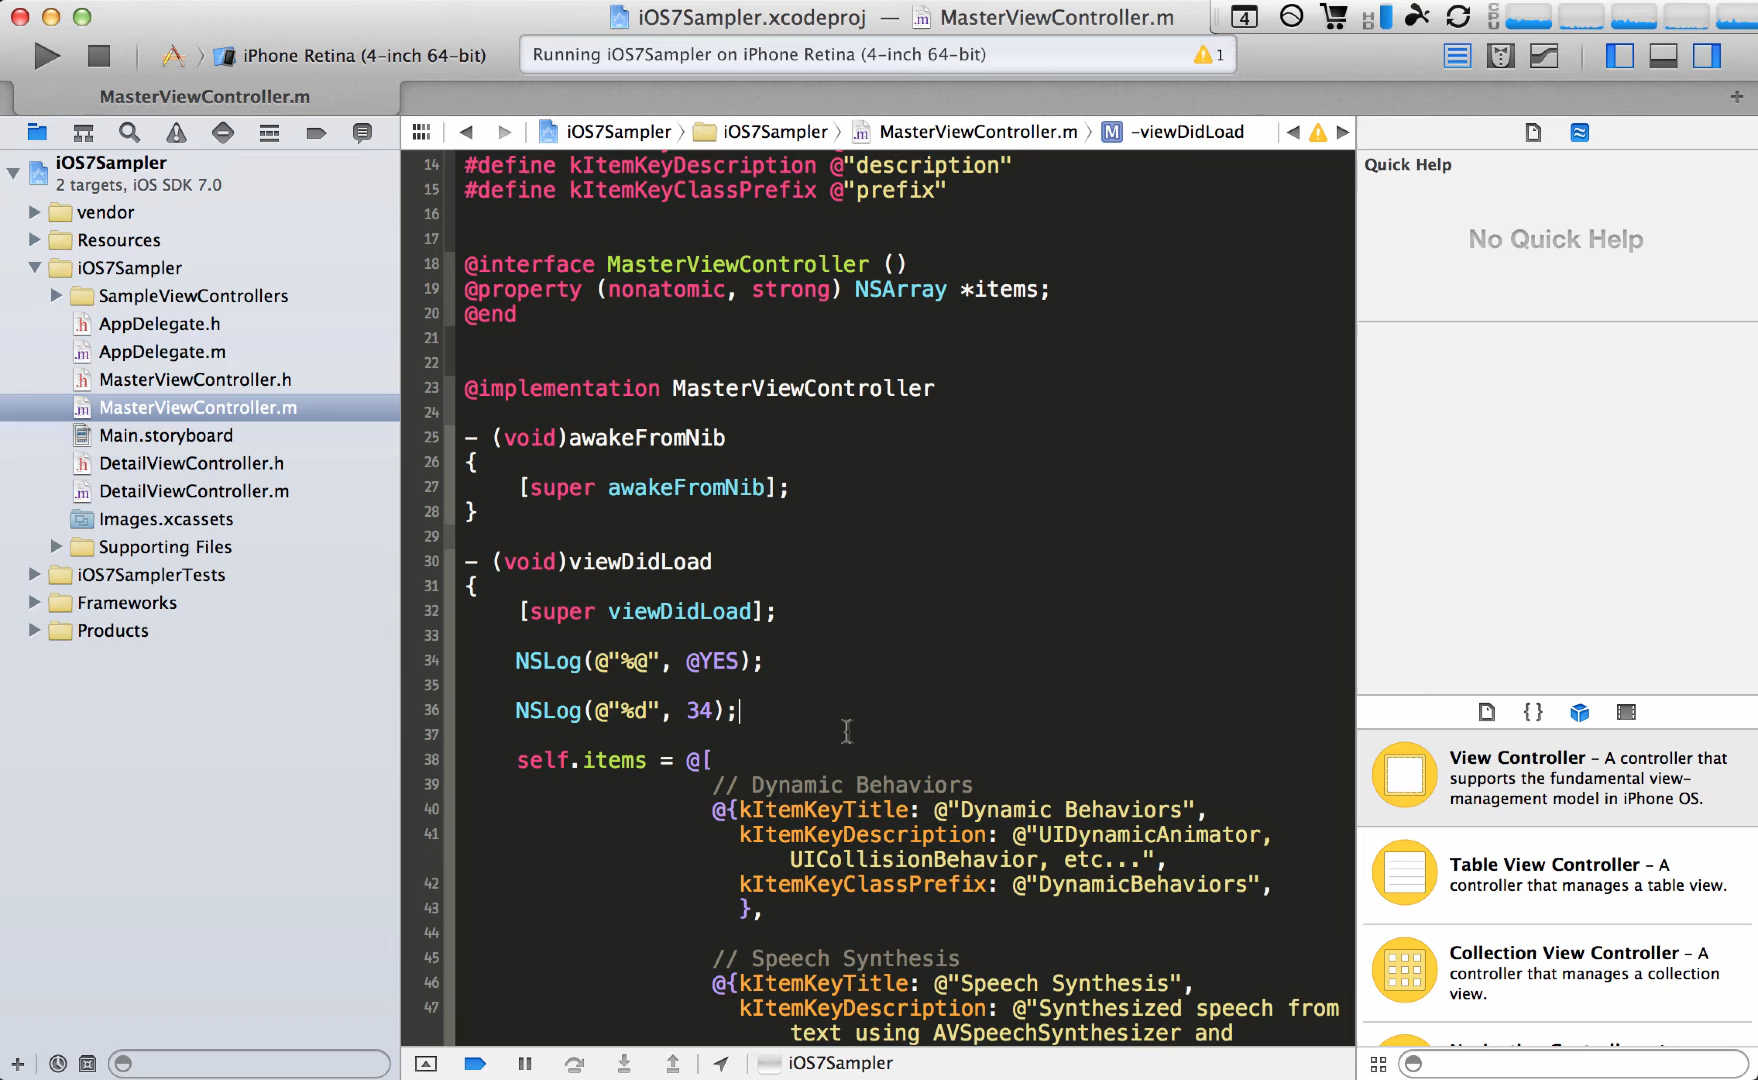 iOS7Sampler.xcodeproj — MasterViewController.m
4
iPhone Retina (4-inch 64-bit)
Running iOS7Sampler on iPhone Retina (4-inch 64-bit)
1
MasterViewController.m
iOS7Sampler
2 targets, iOS SDK 7.0
vendor
Resources
iOS7Sampler
SampleViewControllers
AppDelegate.h
AppDelegate.m
MasterViewController.h
MasterViewController.m
Main.storyboard
DetailViewController.h
DetailViewController.m
Images.xcassets
Supporting Files
iOS7SamplerTests
Frameworks
Products
iOS7Sampler
iOS7Sampler
MasterViewController.m
M -viewDidLoad
14 #define kItemKeyDescription @"description"
15 #define kItemKeyClassPrefix @"prefix"
16
17
18 @interface MasterViewController ()
19 @property (nonatomic, strong) NSArray *items;
20 @end
21
22
23 @implementation MasterViewController
24
25 - (void)awakeFromNib
26 {
27 [super awakeFromNib];
28 }
29
30 - (void)viewDidLoad
31 {
32 [super viewDidLoad];
33
34 NSLog(@"%@", @YES);
35
36 NSLog(@"%d", 34);
37
38 self.items = @[
39 // Dynamic Behaviors
40 @{kItemKeyTitle: @"Dynamic Behaviors",
41 kItemKeyDescription: @"UIDynamicAnimator,
UICollisionBehavior, etc...",
42 kItemKeyClassPrefix: @"DynamicBehaviors",
43 },
44
45 // Speech Synthesis
46 @{kItemKeyTitle: @"Speech Synthesis",
47 kItemKeyDescription: @"Synthesized speech from
text using AVSpeechSynthesizer and
iOS7Sampler
Quick Help
No Quick Help
{ }
View Controller - A controller that
supports the fundamental view-
management model in iPhone OS.
Table View Controller - A
controller that manages a table view.
Collection View Controller - A
controller that manages a collection
view.